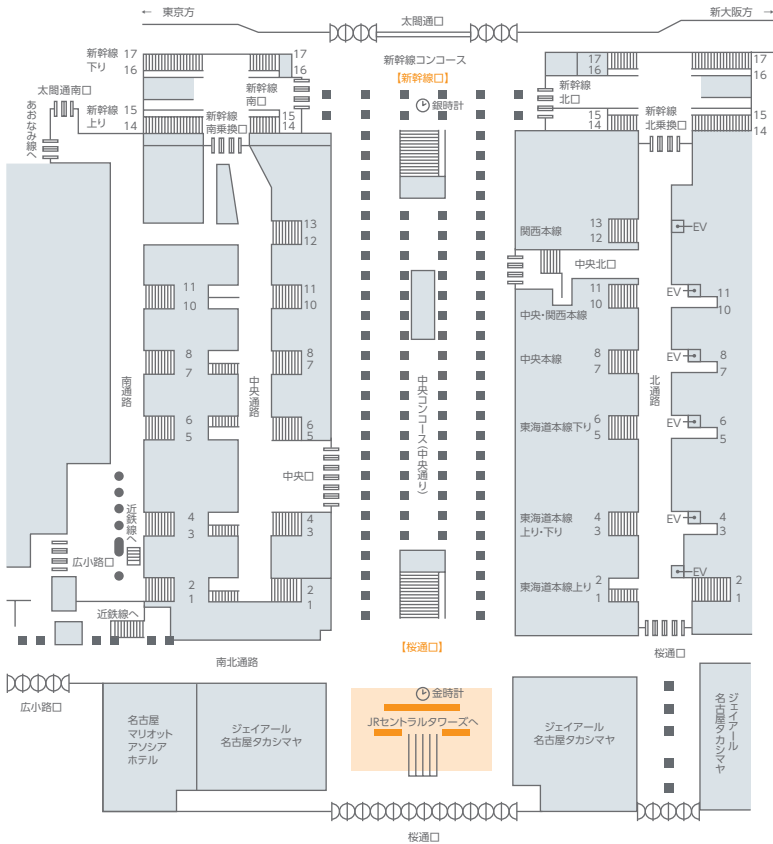 ← 東京方
太閤通口
新大阪方 →
新幹線コンコース
【新幹線口】
銀時計
新幹線
下り
17
16
17
16
太閤通南口
新幹線
上り
15
14
新幹線
南口
15
14
新幹線
南乗換口
あおなみ線へ
17
16
新幹線
北口
17
16
15
14
新幹線
北乗換口
15
14
13
12
関西本線
13
12
EV
中央北口
11
10
11
10
11
10
中央・関西本線
EV
11
10
8
7
8
7
中央本線
8
7
EV
8
7
南通路
中央通路
中央コンコース(中央通り)
北通路
6
5
6
5
東海道本線下り
6
5
EV
6
5
中央口
近鉄線へ
4
3
4
3
東海道本線
上り・下り
4
3
EV
4
3
広小路口
2
1
2
1
東海道本線上り
2
1
EV
2
1
近鉄線へ
南北通路
【桜通口】
桜通口
広小路口
金時計
JRセントラルタワーズへ
名古屋
マリオット
アソシア
ホテル
ジェイアール
名古屋タカシマヤ
ジェイアール
名古屋タカシマヤ
ジェイアール
名古屋タカシマヤ
桜通口